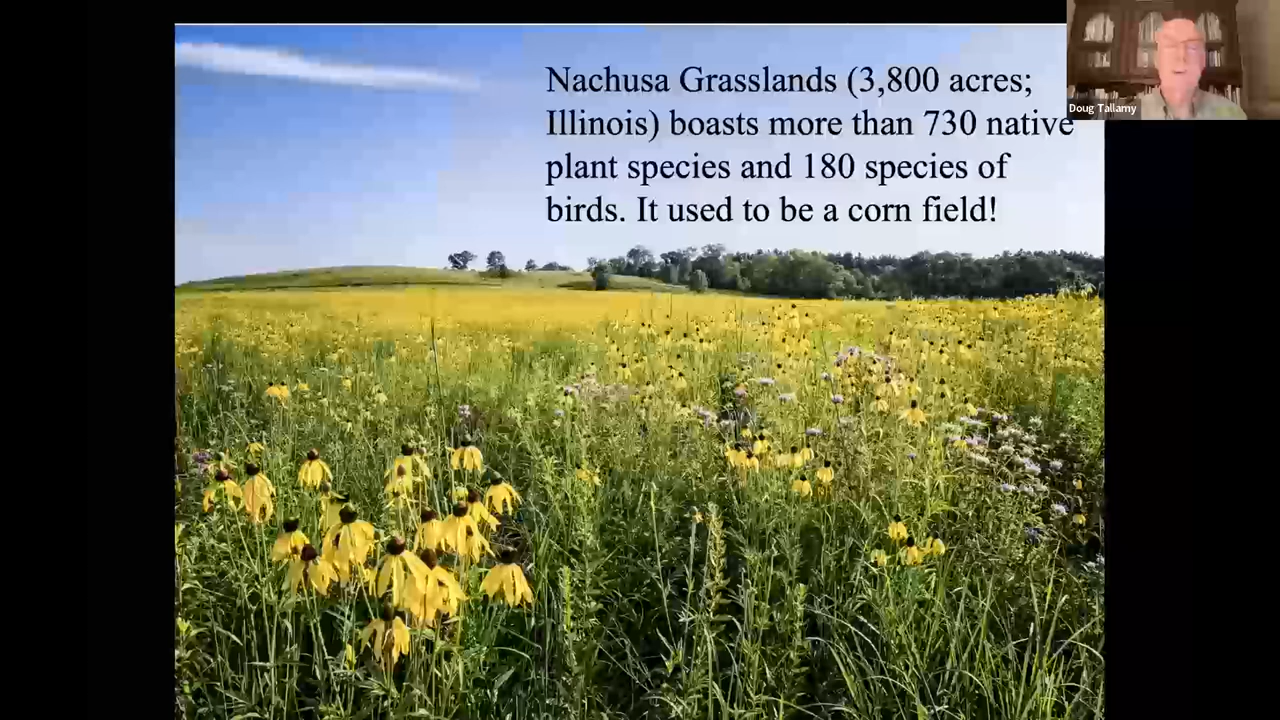 Nachusa Grasslands (3,800 acres;
Illinois) boasts more than 730 native
plant species and 180 species of
birds. It used to be a corn field!
Doug Tallamy